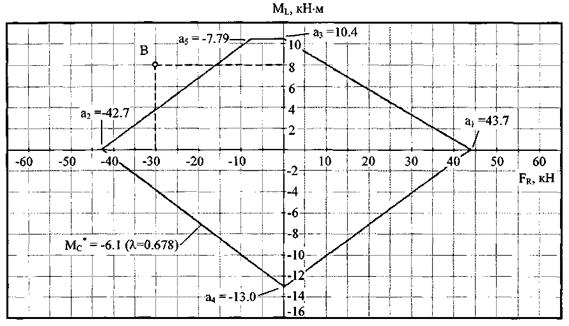 M_L, кН·м
a₅ = -7.79
a₃ = 10.4
B
10
8
6
4
2
a₂ = -42.7
a₁ = 43.7
-60 -50 -40 -30 -20 -10 0 10 20 30 40 50 60
F_R, кН
-2
-4
-6
-8
M_C* = -6.1 (λ=0.678)
-10
-12
a₄ = -13.0
-14
-16